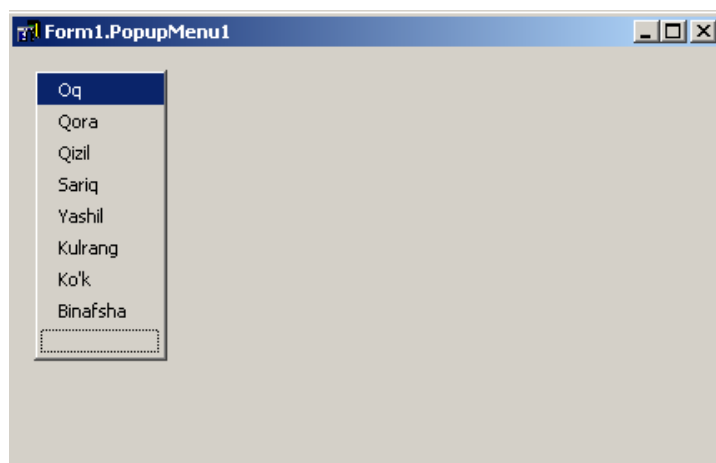 Form1.PopupMenu1
Oq
Qora
Qizil
Sariq
Yashil
Kulrang
Ko'k
Binafsha